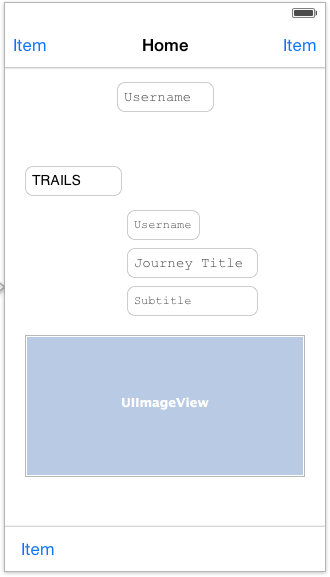 Item Home Item
Username
TRAILS
Username
Journey Title
Subtitle
UIImageView
Item